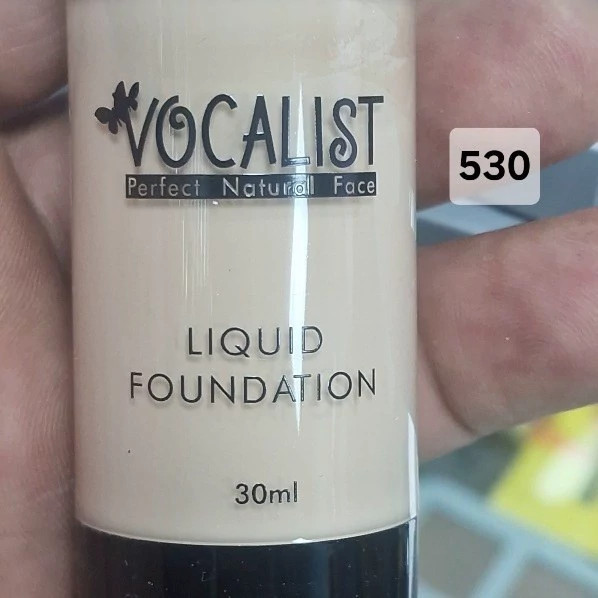 VOCALIST
Perfect Natural Face
530
LIQUID
FOUNDATION
30ml